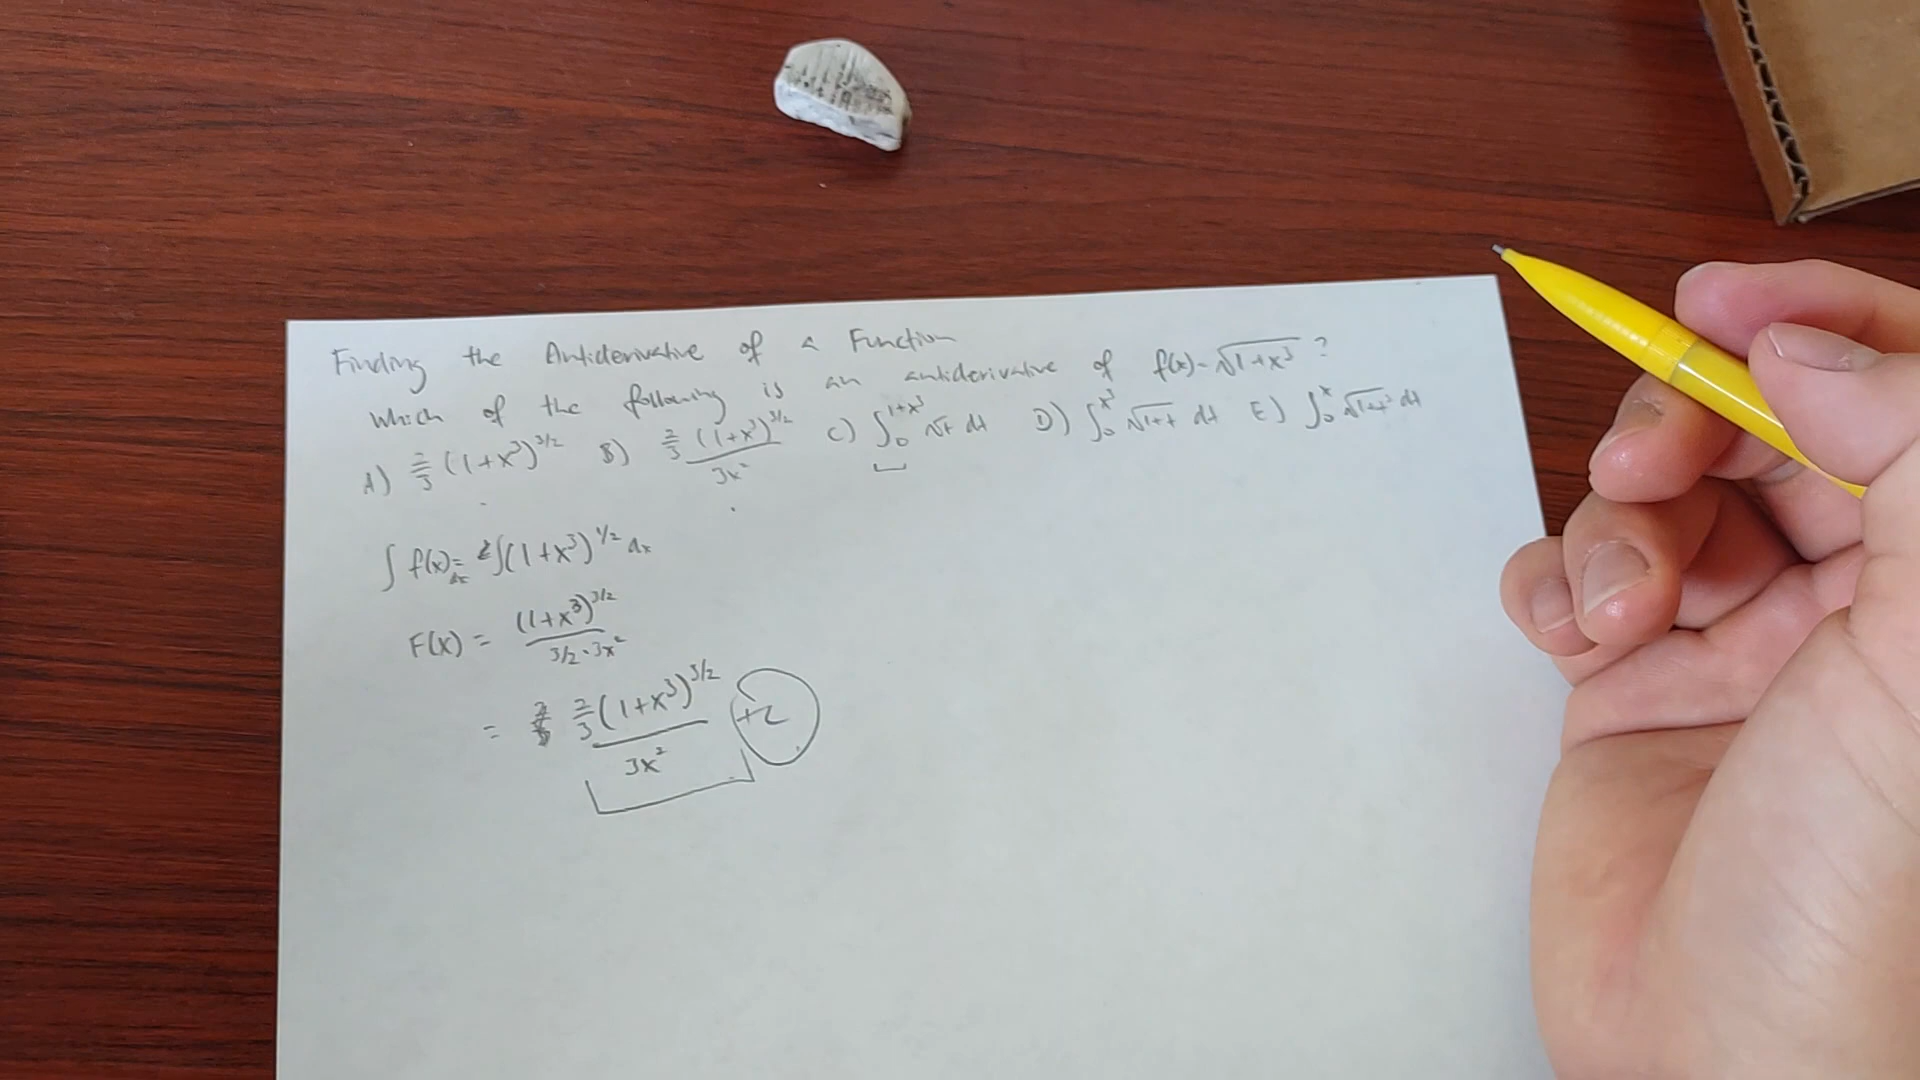 Finding the Antiderivative of a Function
Which of the following is an antiderivative of f(x) = √(1+x³) ?
A) 2/3 (1+x³)^(3/2) B) 2/3 (1+x³)^(3/2) / 3x² C) ∫₀^(1+x³) √t dt D) ∫₀^(x³) √(1+t) dt E) ∫₀^x √(1+t³) dt
∫ f(x) dx = ∫(1+x³)^(1/2) dx
F(x) = (1+x³)^(3/2) / (3/2 · 3x²)
= 2/3 (1+x³)^(3/2) / 3x² +C